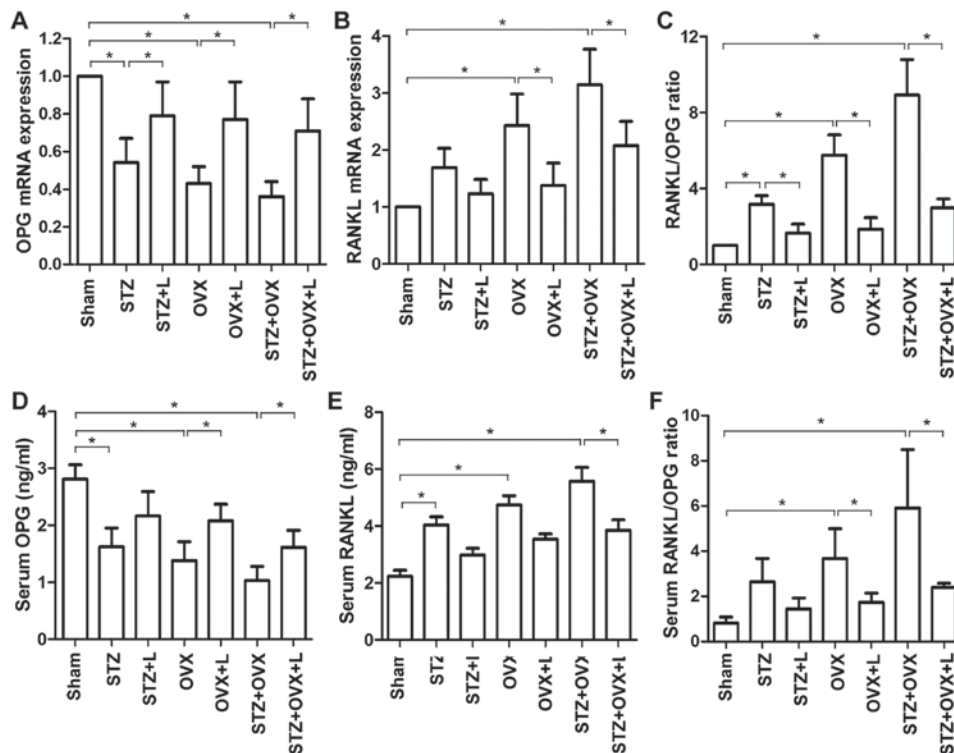 A
OPG mRNA expression
1.2
1.0
0.8
0.6
0.4
0.2
0.0
* * * * * *
Sham
STZ
STZ+L
OVX
OVX+L
STZ+OVX
STZ+OVX+L
B
RANKL mRNA expression
4
3
2
1
0
* * * *
Sham
STZ
STZ+L
OVX
OVX+L
STZ+OVX
STZ+OVX+L
C
RANKL/OPG ratio
12
8
4
0
* * * * * *
Sham
STZ
STZ+L
OVX
OVX+L
STZ+OVX
STZ+OVX+L
D
Serum OPG (ng/ml)
4
3
2
1
0
* * * * *
Sham
STZ
STZ+L
OVX
OVX+L
STZ+OVX
STZ+OVX+L
E
Serum RANKL (ng/ml)
8
6
4
2
0
* * * *
OVX+L
F
Serum RANKL/OPG ratio
10
8
6
4
2
0
* * * *
Sham
STZ
STZ+L
OVX
OVX+L
STZ+OVX
STZ+OVX+L